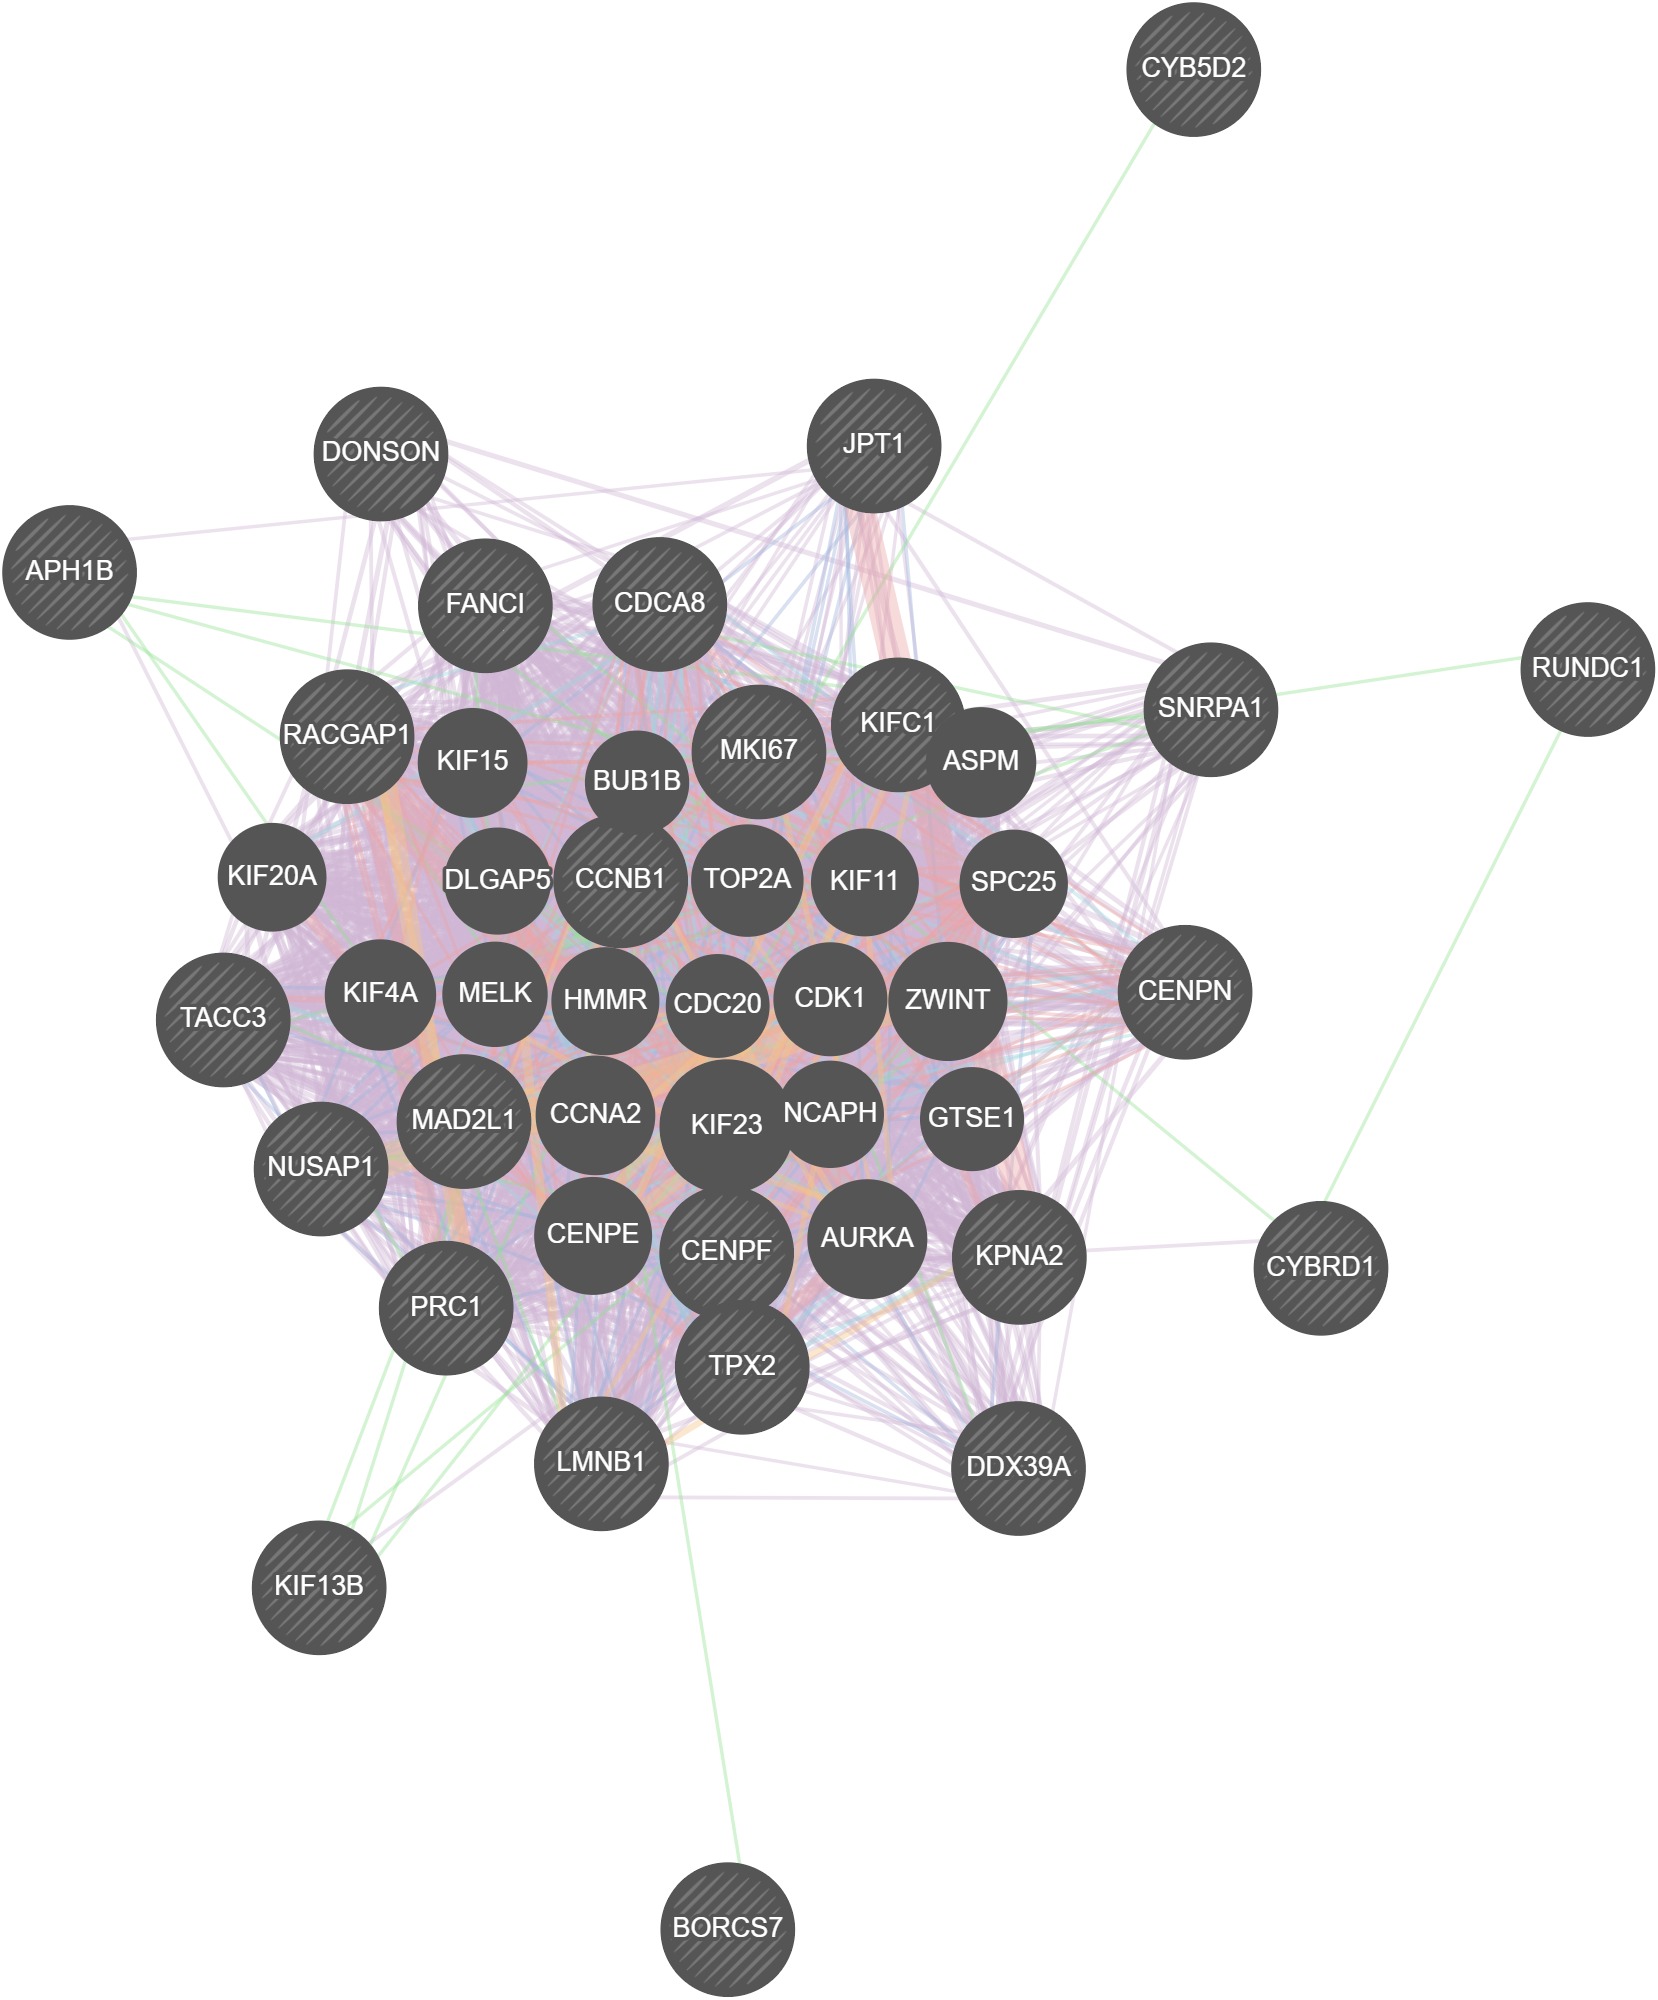 CYB5D2
JPT1
DONSON
APH1B
CDCA8
FANCI
RUNDC1
SNRPA1
KIFC1
RACGAP1
MKI67
KIF15
ASPM
BUB1B
KIF20A
DLGAP5
CCNB1
TOP2A
KIF11
SPC25
CENPN
KIF4A
MELK
HMMR
CDC20
CDK1
ZWINT
TACC3
MAD2L1
CCNA2
KIF23
NCAPH
GTSE1
NUSAP1
CENPE
CENPF
AURKA
KPNA2
CYBRD1
PRC1
TPX2
LMNB1
DDX39A
KIF13B
BORCS7